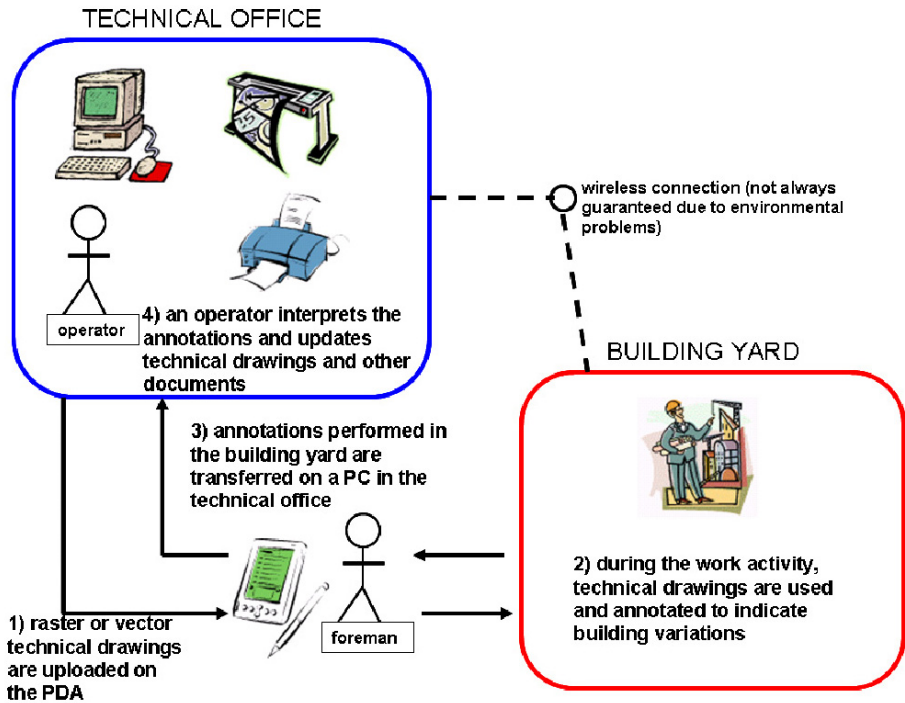 TECHNICAL OFFICE
wireless connection (not always
guaranteed due to environmental
problems)
operator
4) an operator interprets the
annotations and updates
technical drawings and other
documents
BUILDING YARD
3) annotations performed in
the building yard are
transferred on a PC in the
technical office
2) during the work activity,
technical drawings are used
and annotated to indicate
building variations
foreman
1) raster or vector
technical drawings
are uploaded on
the PDA